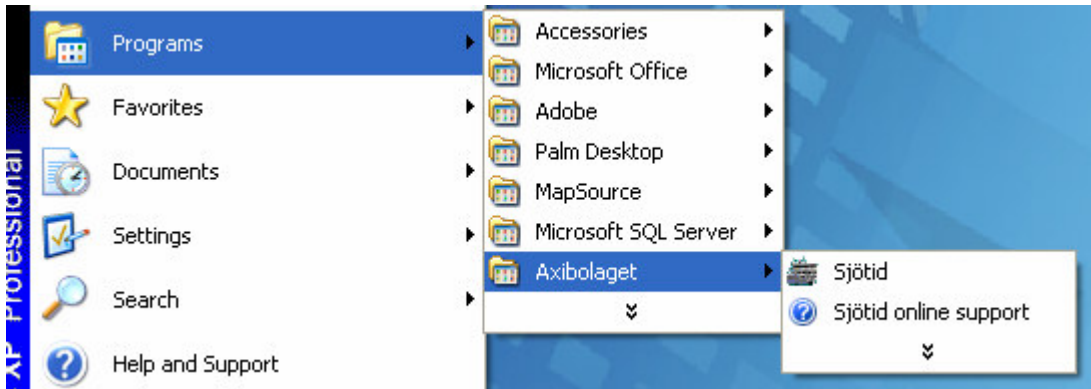 XP Professional
Programs
Favorites
Documents
Settings
Search
Help and Support
Accessories
Microsoft Office
Adobe
Palm Desktop
MapSource
Microsoft SQL Server
Axibolaget
Sjötid
Sjötid online support